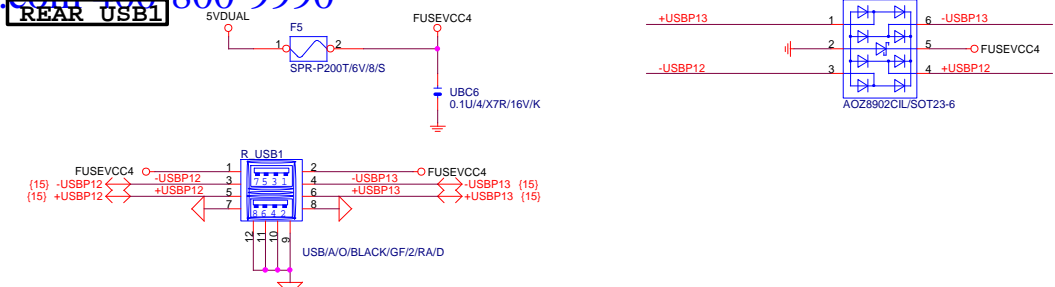 REAR USB1
5VDUAL
F5
1
2
SPR-P200T/6V/8/S
FUSEVCC4
UBC6
0.1U/4/X7R/16V/K
+USBP13
1
6
-USBP13
2
5
FUSEVCC4
-USBP12
3
4
+USBP12
AOZ8902CIL/SOT23-6
R_USB1
FUSEVCC4
1
2
FUSEVCC4
{15} -USBP12
-USBP12
3
4
-USBP13
-USBP13 {15}
{15} +USBP12
+USBP12
5
6
+USBP13
+USBP13 {15}
7
8
7 5 3 1
8 6 4 2
12
11
10
9
USB/A/O/BLACK/GF/2/RA/D